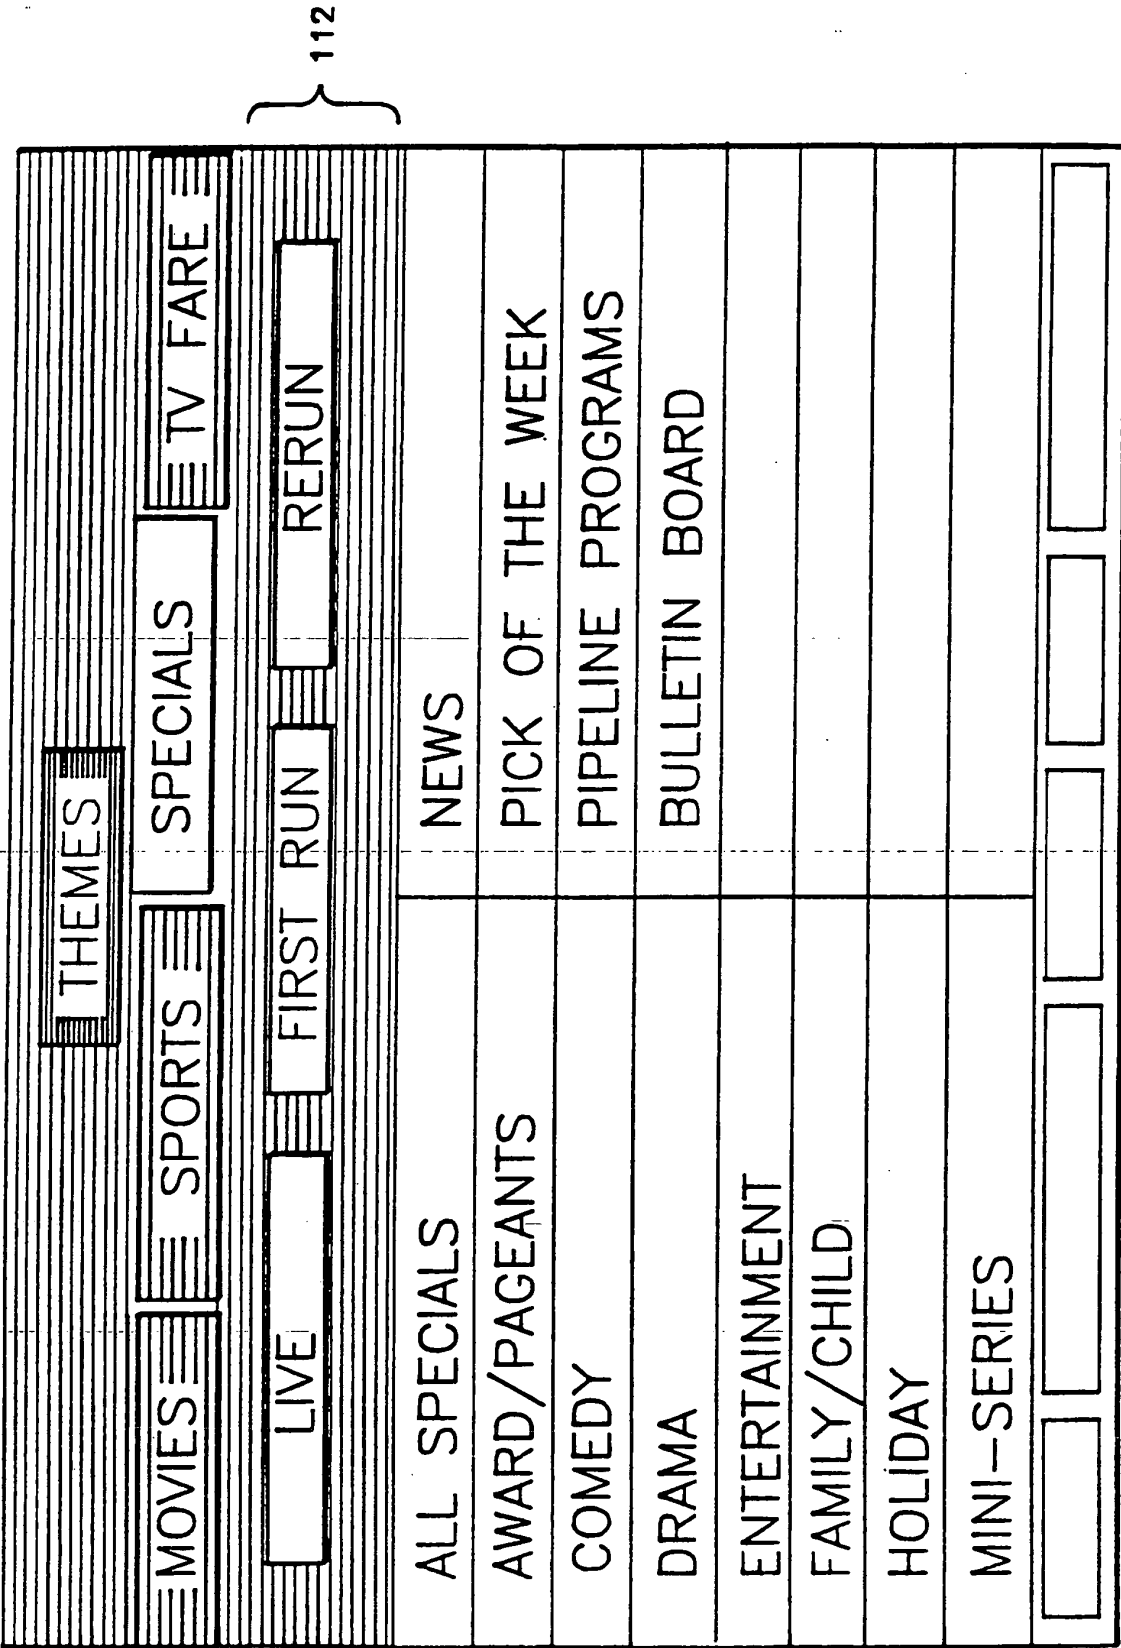 THEMES
MOVIES SPORTS SPECIALS TV FARE
LIVE FIRST RUN RERUN
112
ALL SPECIALS NEWS
AWARD/PAGEANTS PICK OF THE WEEK
COMEDY PIPELINE PROGRAMS
DRAMA BULLETIN BOARD
ENTERTAINMENT
FAMILY/CHILD
HOLIDAY
MINI-SERIES